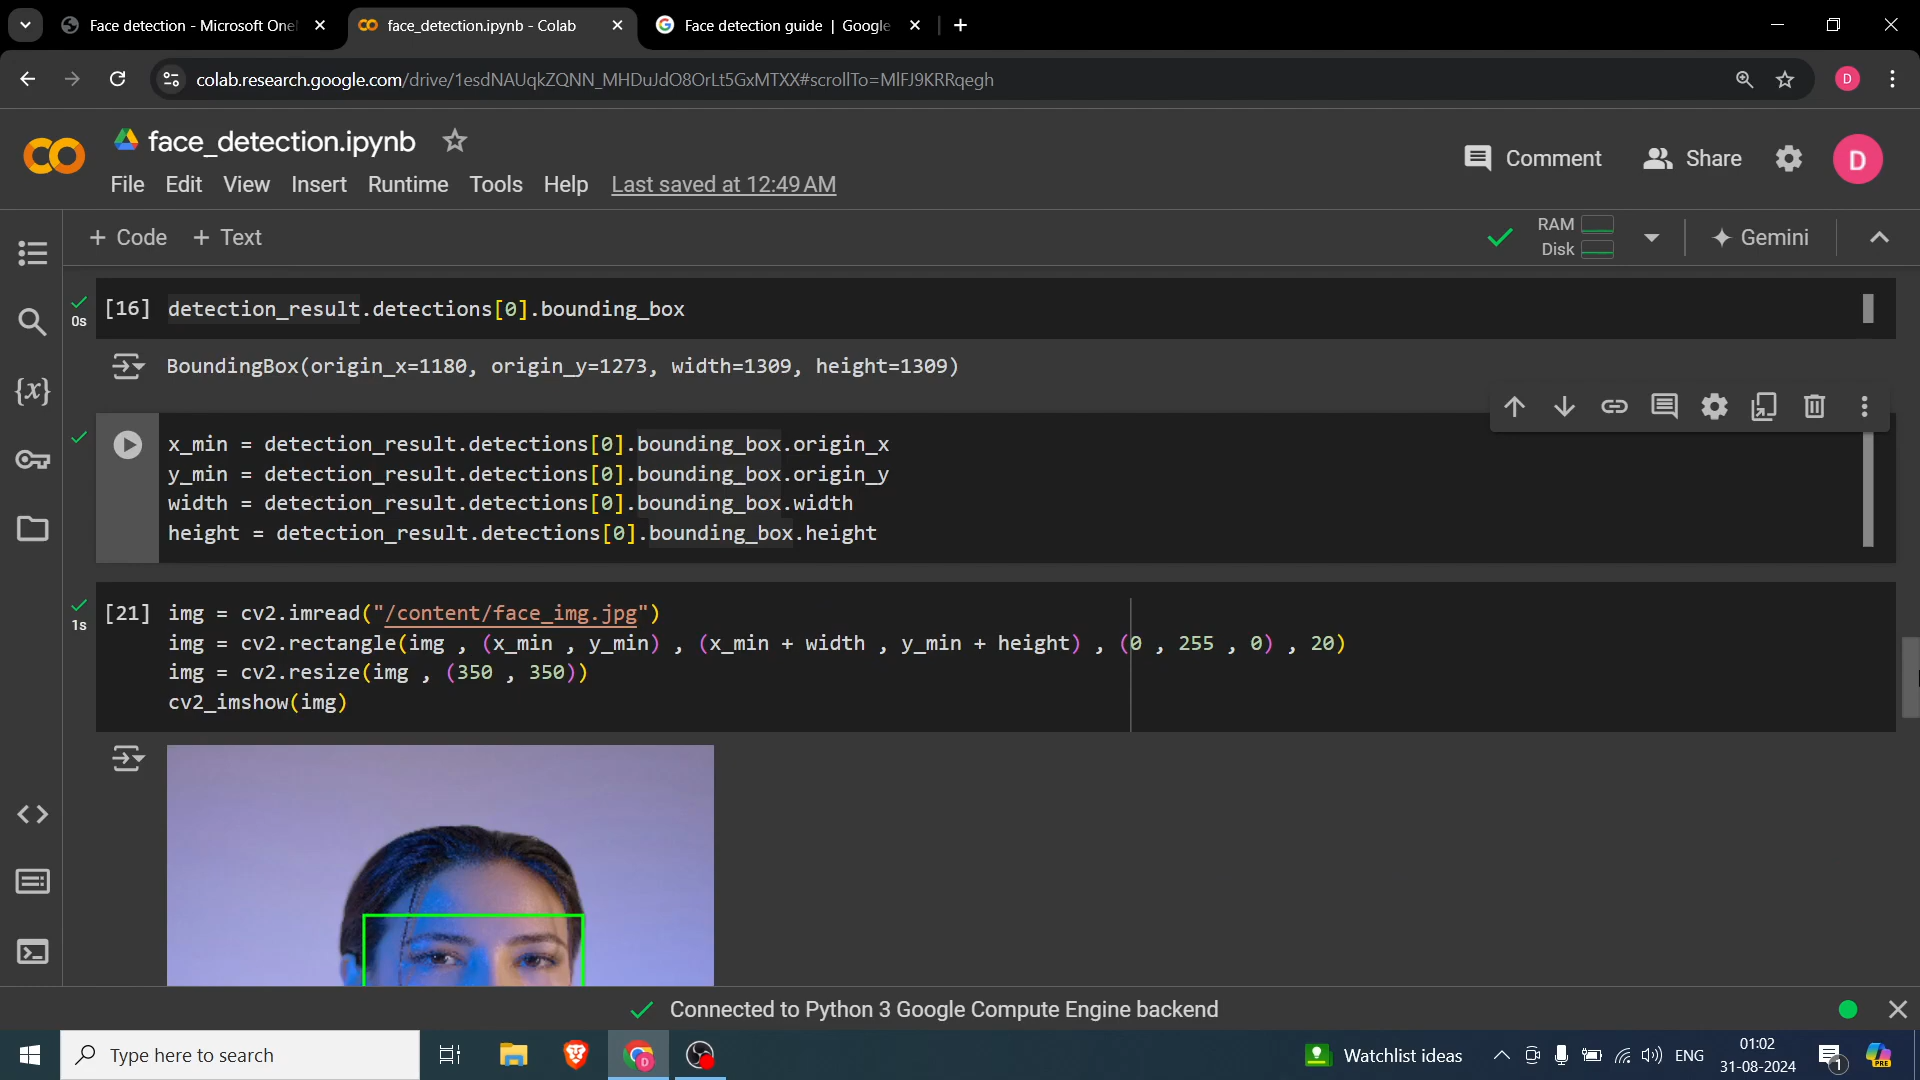 Face detection - Microsoft One
face_detection.ipynb - Colab
Face detection guide | Google
colab.research.google.com/drive/1esdNAUqkZQNN_MHDuJdO8OrLt5GxMTXX#scrollTo=MlFJ9KRRqegh
D
face_detection.ipynb
Comment
Share
D
File Edit View Insert Runtime Tools Help Last saved at 12:49 AM
+ Code + Text
RAM
Disk
Gemini
[16] detection_result.detections[0].bounding_box
0s
BoundingBox(origin_x=1180, origin_y=1273, width=1309, height=1309)
x_min = detection_result.detections[0].bounding_box.origin_x
y_min = detection_result.detections[0].bounding_box.origin_y
width = detection_result.detections[0].bounding_box.width
height = detection_result.detections[0].bounding_box.height
[21] img = cv2.imread("/content/face_img.jpg")
1s
img = cv2.rectangle(img , (x_min , y_min) , (x_min + width , y_min + height) , (0 , 255 , 0) , 20)
img = cv2.resize(img , (350 , 350))
cv2_imshow(img)
Connected to Python 3 Google Compute Engine backend
Type here to search
Watchlist ideas
ENG
01:02
31-08-2024
1
PRE